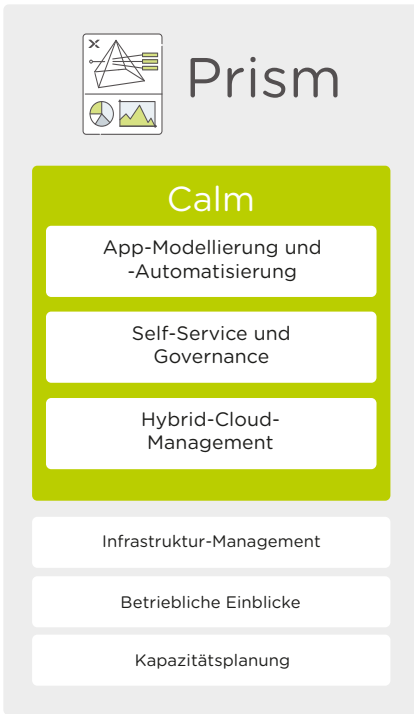 Prism
Calm
App-Modellierung und
-Automatisierung
Self-Service und
Governance
Hybrid-Cloud-
Management
Infrastruktur-Management
Betriebliche Einblicke
Kapazitätsplanung